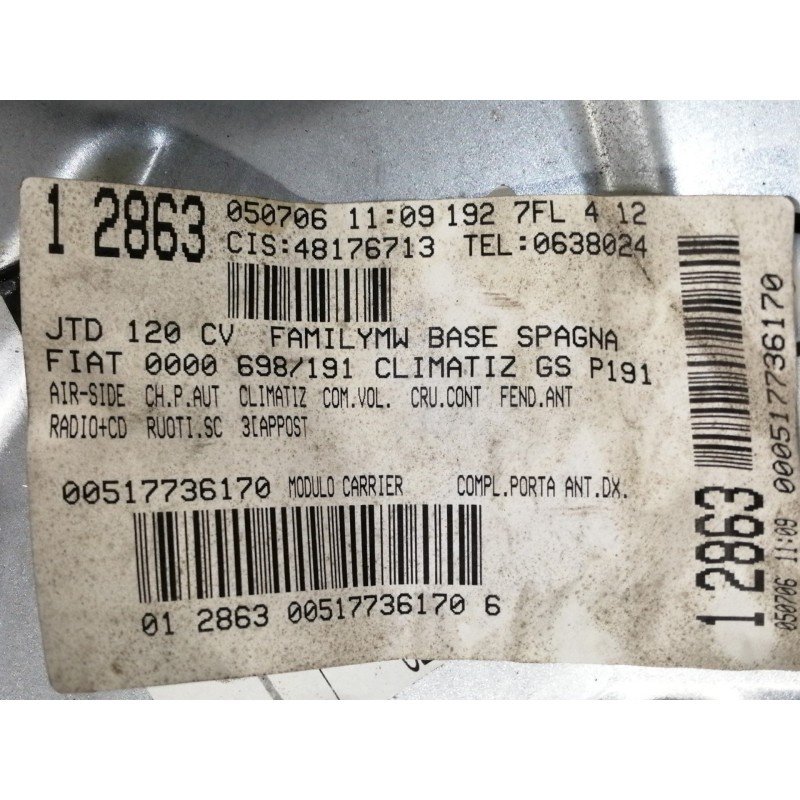 1 2863
050706 11:09 192 7FL 4 12
CIS:48176713 TEL:0638024
JTD 120 CV FAMILYMW BASE SPAGNA
FIAT 0000 698/191 CLIMATIZ GS P191
AIR-SIDE CH.P.AUT CLIMATIZ COM.VOL. CRU.CONT FEND.ANT
RADIO+CD RUOTI.SC 3[APPOST
00517736170 MODULO CARRIER COMPL.PORTA ANT.DX.
01 2863 00517736170 6
1 2863
050706 11:09 000517736170